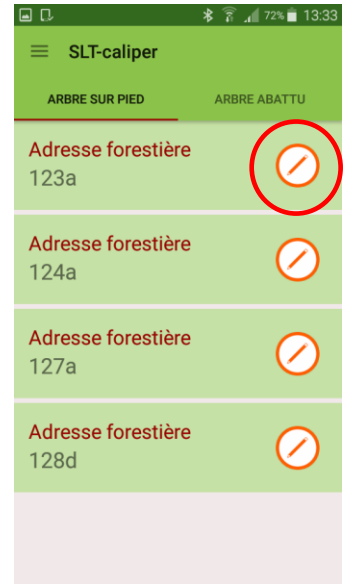 72% 13:33
SLT-caliper
ARBRE SUR PIED ARBRE ABATTU
Adresse forestière
123a
Adresse forestière
124a
Adresse forestière
127a
Adresse forestière
128d